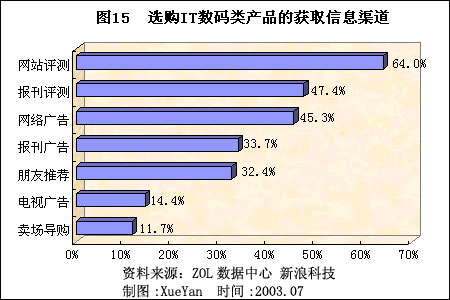 图15 选购IT数码类产品的获取信息渠道
网站评测 64.0%
报刊评测 47.4%
网络广告 45.3%
报刊广告 33.7%
朋友推荐 32.4%
电视广告 14.4%
卖场导购 11.7%
0% 10% 20% 30% 40% 50% 60% 70%
资料来源: ZOL 数据中心 新浪科技
制图 :XueYan 时间 :2003.07